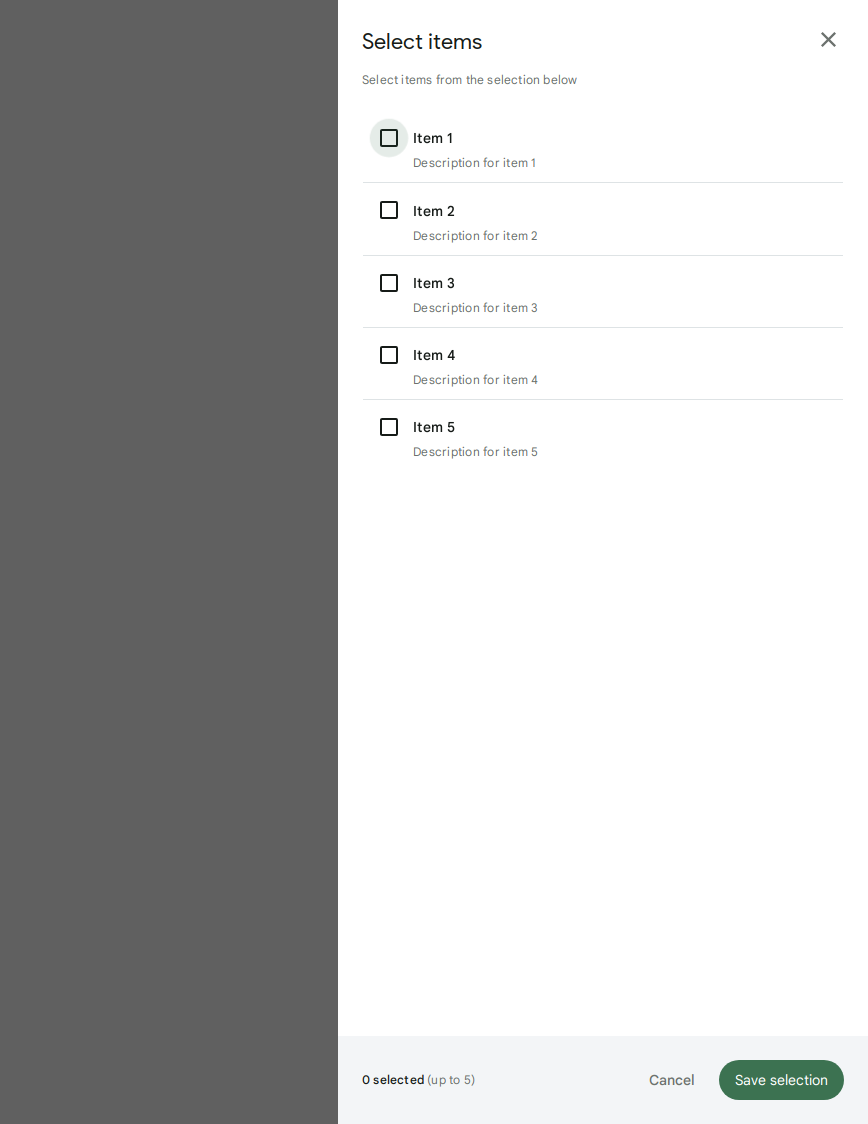 Select items
Select items from the selection below
Item 1
Description for item 1
Item 2
Description for item 2
Item 3
Description for item 3
Item 4
Description for item 4
Item 5
Description for item 5
0 selected (up to 5)
Cancel
Save selection